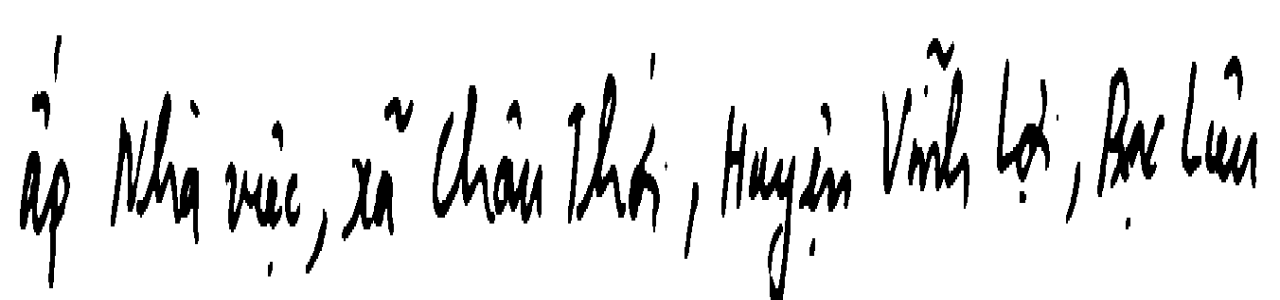 ấp Nhà việc, xã Châu Thới, Huyện Vĩnh Lợi, Bạc Liêu